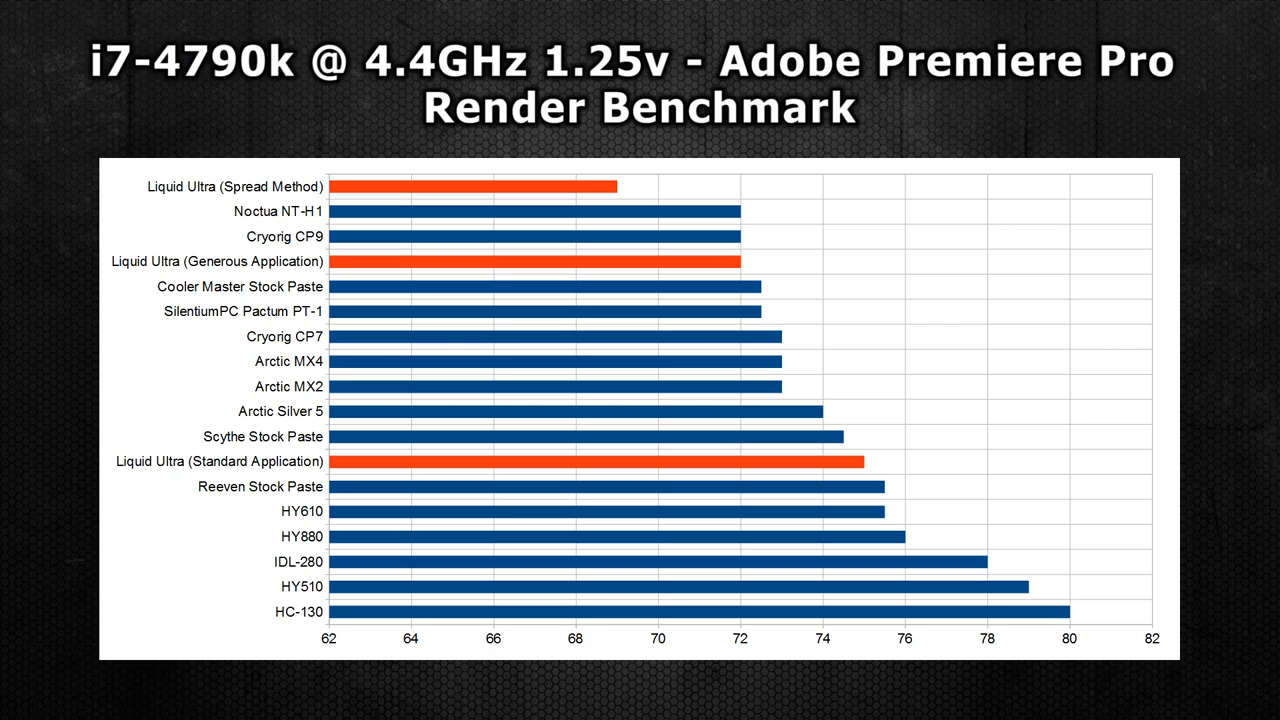 i7-4790k @ 4.4GHz 1.25v - Adobe Premiere Pro
Render Benchmark
Liquid Ultra (Spread Method)
Noctua NT-H1
Cryorig CP9
Liquid Ultra (Generous Application)
Cooler Master Stock Paste
SilentiumPC Pactum PT-1
Cryorig CP7
Arctic MX4
Arctic MX2
Arctic Silver 5
Scythe Stock Paste
Liquid Ultra (Standard Application)
Reeven Stock Paste
HY610
HY880
IDL-280
HY510
HC-130
62 64 66 68 70 72 74 76 78 80 82